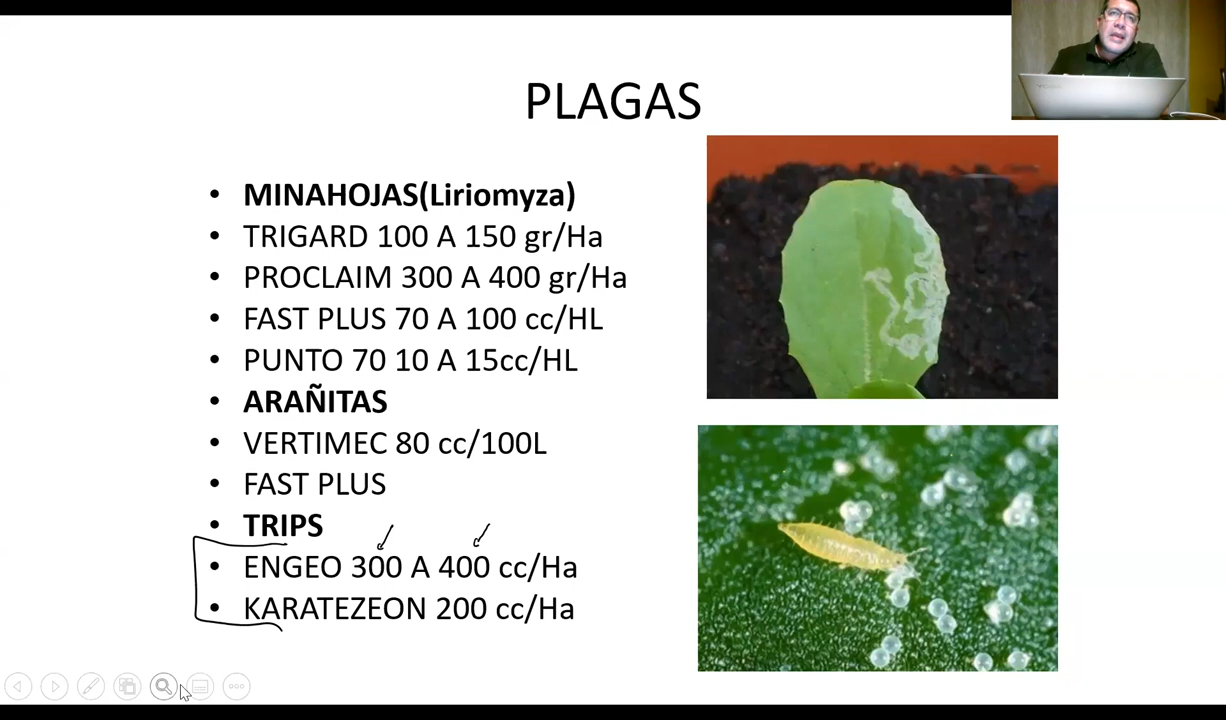 PLAGAS
• MINAHOJAS(Liriomyza)
• TRIGARD 100 A 150 gr/Ha
• PROCLAIM 300 A 400 gr/Ha
• FAST PLUS 70 A 100 cc/HL
• PUNTO 70 10 A 15cc/HL
• ARAÑITAS
• VERTIMEC 80 cc/100L
• FAST PLUS
• TRIPS
• ENGEO 300 A 400 cc/Ha
• KARATEZEON 200 cc/Ha